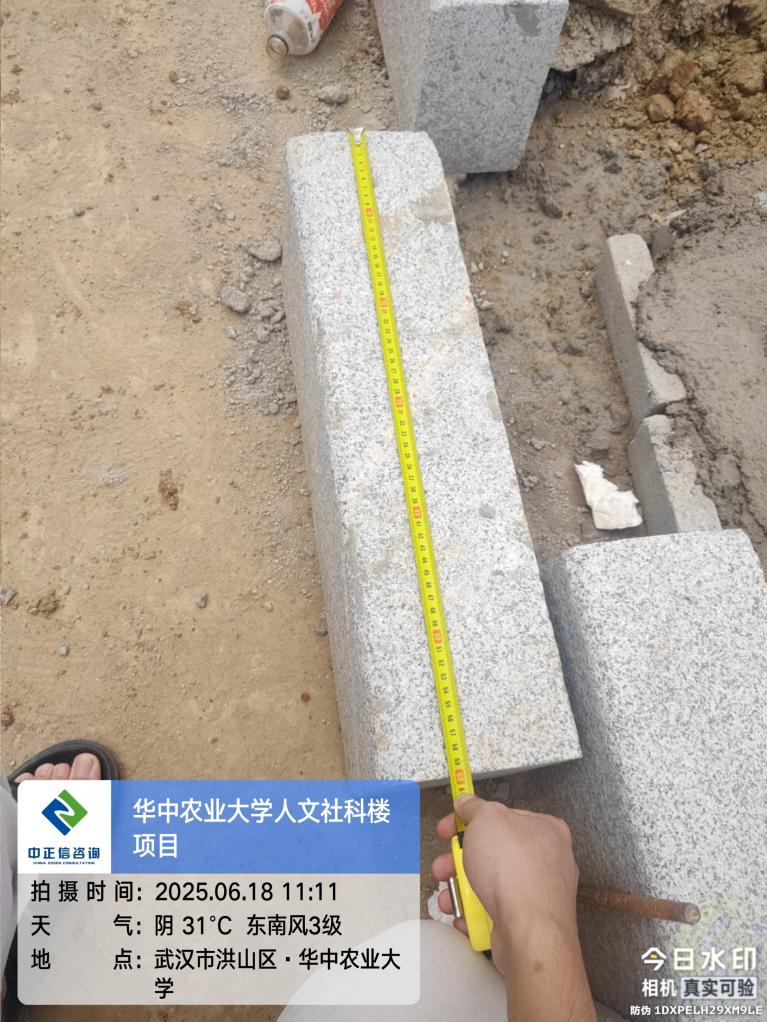 华中农业大学人文社科楼
项目
中正信咨询
CHINA ZZXIN CONSULTATION
拍摄时间: 2025.06.18 11:11
天气: 阴 31°C 东南风3级
地点: 武汉市洪山区·华中农业大
学
今日水印
相机 真实可验
防伪 1DXPELH29XM9LE